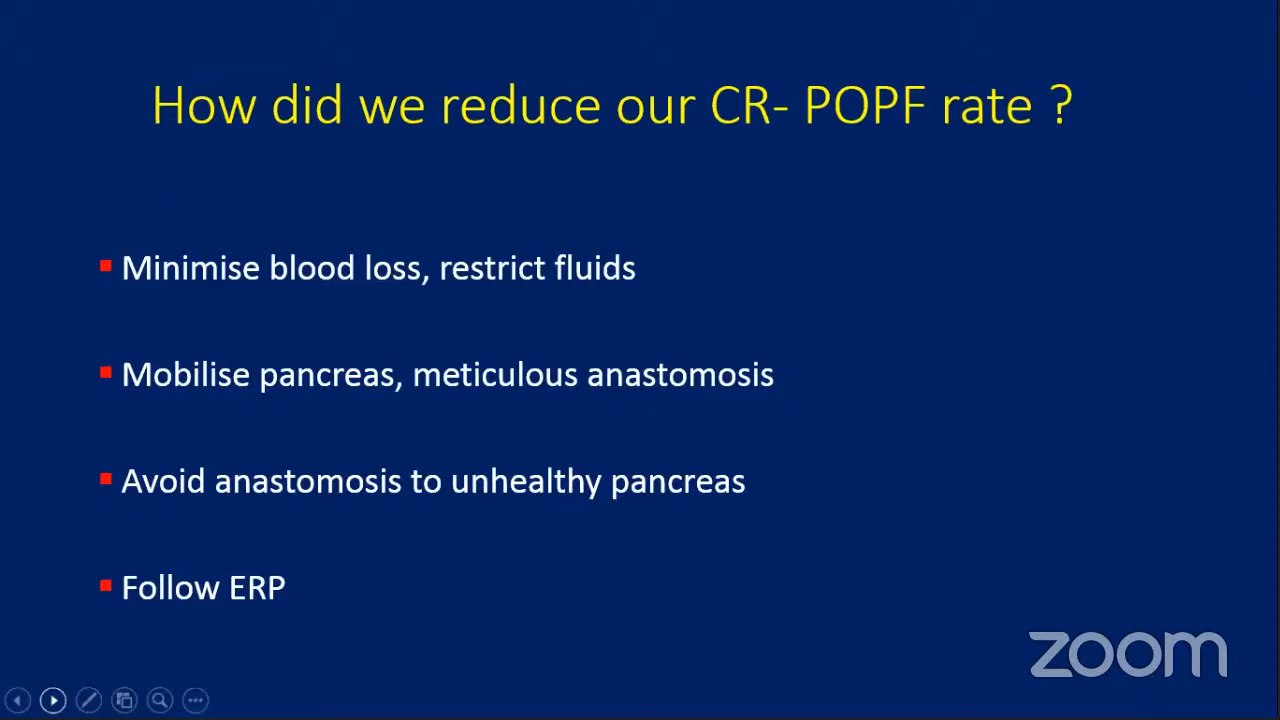 How did we reduce our CR- POPF rate ?
Minimise blood loss, restrict fluids
Mobilise pancreas, meticulous anastomosis
Avoid anastomosis to unhealthy pancreas
Follow ERP
zoom